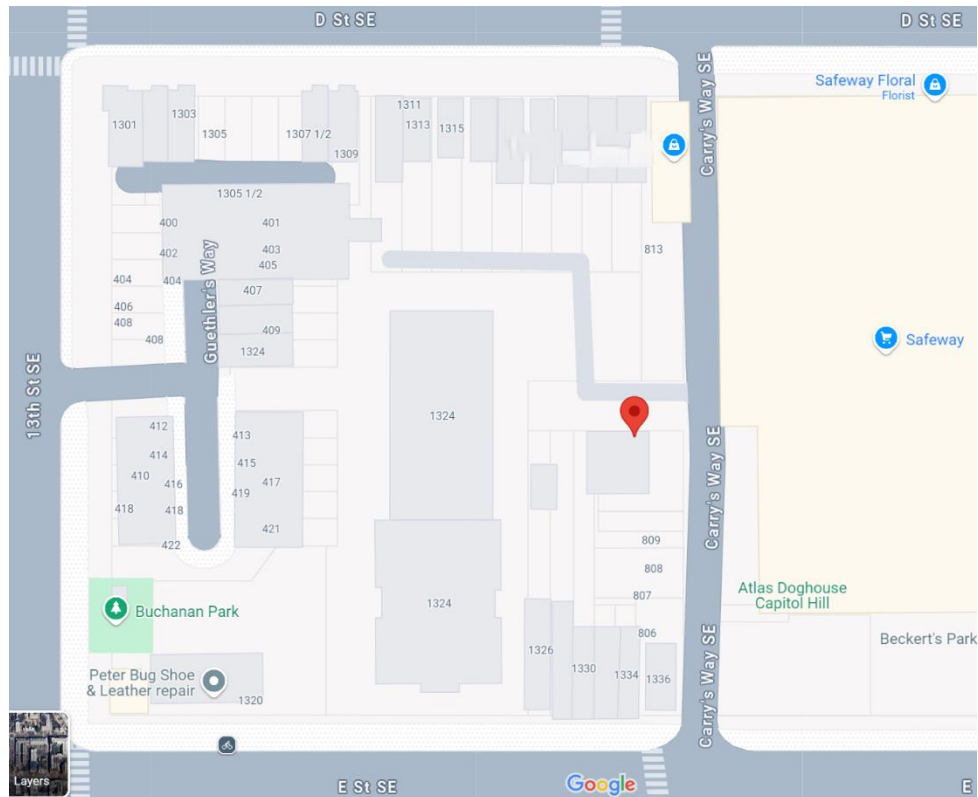 D St SE
D St SE
Carry's Way SE
Safeway Floral
Florist
1301
1303
1305
1307 1/2
1309
1311
1313
1315
1305 1/2
400
401
402
403
405
404
404
407
406
408
408
409
1324
Guethler's Way
813
Safeway
13th St SE
1324
412
413
414
415
410
416
417
419
418
418
421
422
Carry's Way SE
809
808
807
806
Atlas Doghouse
Capitol Hill
Beckert's Park
1324
Buchanan Park
Peter Bug Shoe
& Leather repair
1320
1326
1330
1334
1336
Carry's Way SE
Layers
E St SE
Google
E